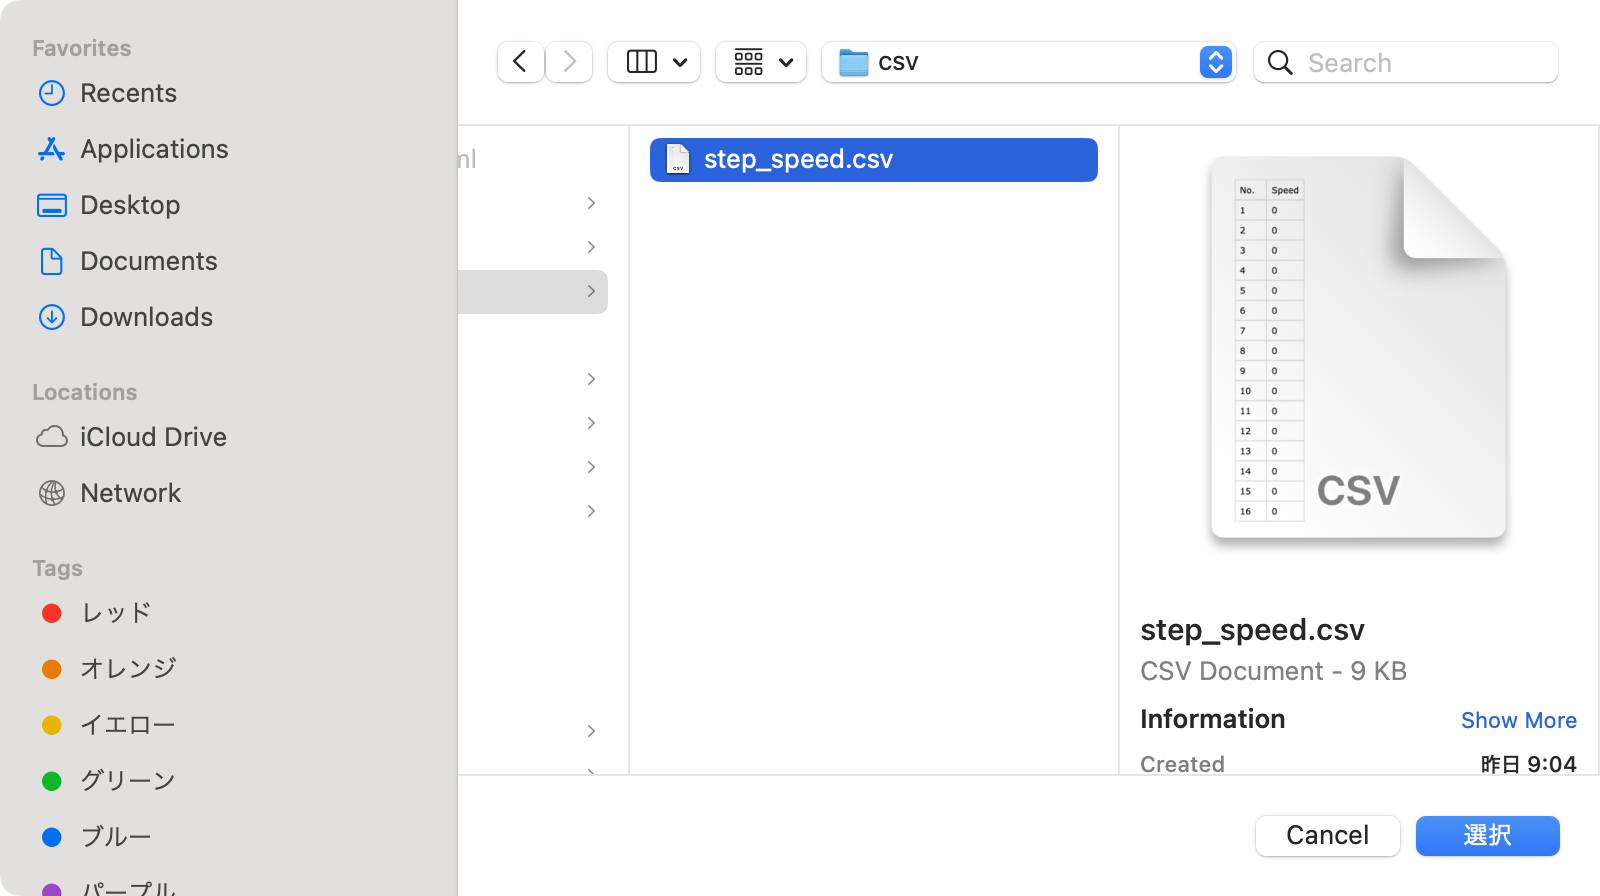 Favorites
Recents
Applications
Desktop
Documents
Downloads
Locations
iCloud Drive
Network
Tags
レッド
オレンジ
イエロー
グリーン
ブルー
パープル
CSV
Search
ml
step_speed.csv
No. Speed
1 0
2 0
3 0
4 0
5 0
6 0
7 0
8 0
9 0
10 0
11 0
12 0
13 0
14 0
15 0
16 0
CSV
step_speed.csv
CSV Document - 9 KB
Information Show More
Created 昨日 9:04
Cancel 選択